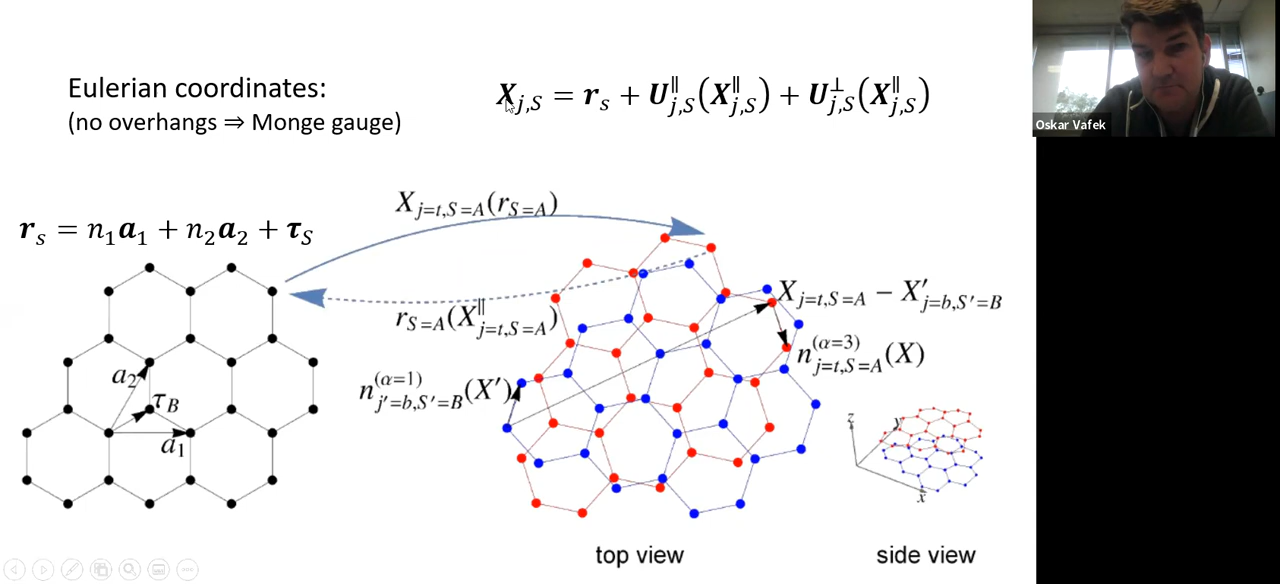 Eulerian coordinates:
(no overhangs ⇒ Monge gauge)
X_{j,S} = r_s + U^∥_{j,S}(X^∥_{j,S}) + U^⊥_{j,S}(X^∥_{j,S})
Oskar Vafek
X_{j=t,S=A}(r_{S=A})
r_s = n_1 a_1 + n_2 a_2 + τ_S
r_{S=A}(X^∥_{j=t,S=A})
X_{j=t,S=A} − X'_{j=b,S'=B}
n^{(α=3)}_{j=t,S=A}(X)
n^{(α=1)}_{j'=b,S'=B}(X')
a_2
τ_B
a_1
z
y
x
top view
side view